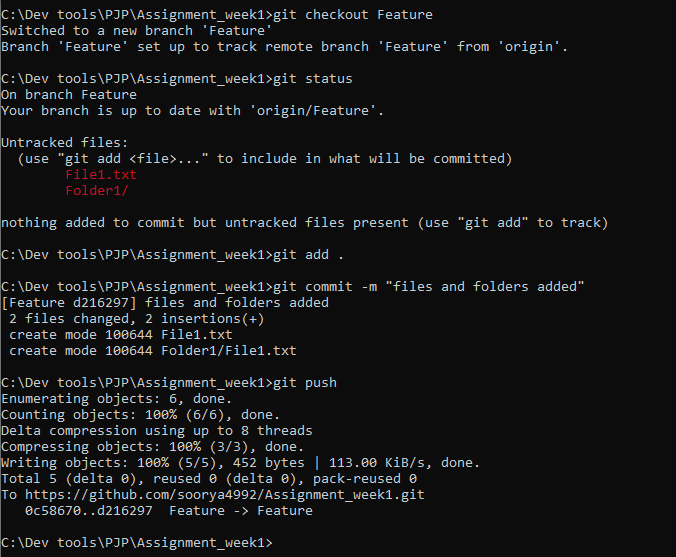 C:\Dev tools\PJP\Assignment_week1>git checkout Feature
Switched to a new branch 'Feature'
Branch 'Feature' set up to track remote branch 'Feature' from 'origin'.
C:\Dev tools\PJP\Assignment_week1>git status
On branch Feature
Your branch is up to date with 'origin/Feature'.
Untracked files:
(use "git add <file>..." to include in what will be committed)
File1.txt
Folder1/
nothing added to commit but untracked files present (use "git add" to track)
C:\Dev tools\PJP\Assignment_week1>git add .
C:\Dev tools\PJP\Assignment_week1>git commit -m "files and folders added"
[Feature d216297] files and folders added
2 files changed, 2 insertions(+)
create mode 100644 File1.txt
create mode 100644 Folder1/File1.txt
C:\Dev tools\PJP\Assignment_week1>git push
Enumerating objects: 6, done.
Counting objects: 100% (6/6), done.
Delta compression using up to 8 threads
Compressing objects: 100% (3/3), done.
Writing objects: 100% (5/5), 452 bytes | 113.00 KiB/s, done.
Total 5 (delta 0), reused 0 (delta 0), pack-reused 0
To https://github.com/soorya4992/Assignment_week1.git
0c58670..d216297  Feature -> Feature
C:\Dev tools\PJP\Assignment_week1>